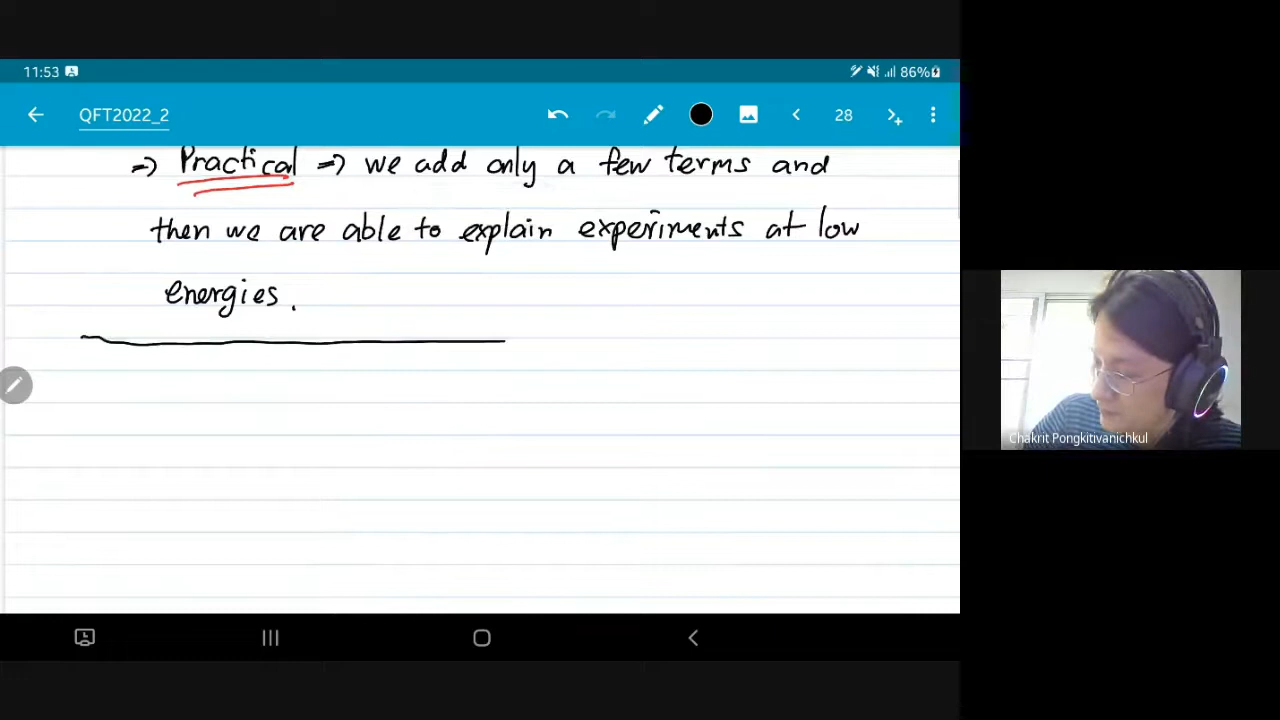 11:53
86%
QFT2022_2
28
⇒ Practical ⇒ we add only a few terms and
then we are able to explain experiments at low
energies.
Chakrit Pongkitivanichkul